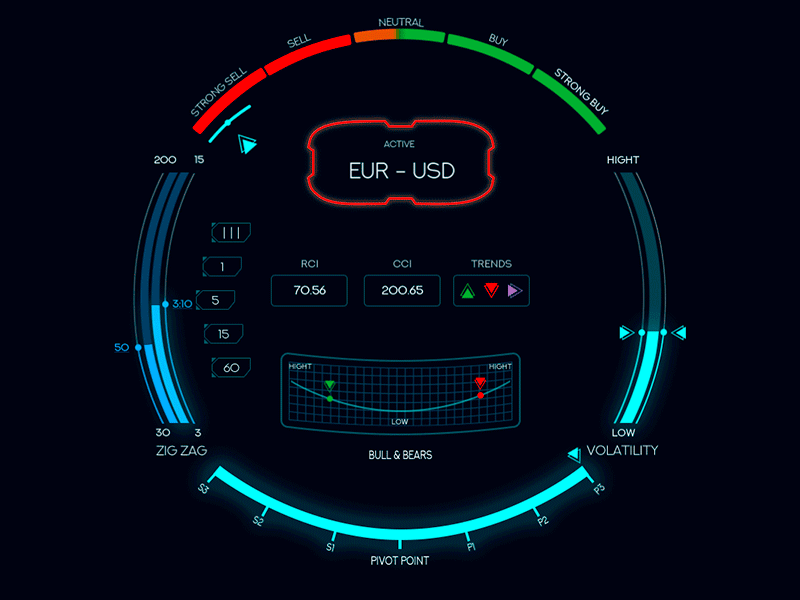 NEUTRAL
SELL
BUY
STRONG SELL
STRONG BUY
ACTIVE
EUR - USD
200 15
HIGHT
III
1
5
15
60
3:10
50
RCI
CCI
TRENDS
70.56
200.65
HIGHT
HIGHT
LOW
BULL & BEARS
30 3
ZIG ZAG
LOW
VOLATILITY
S3
S2
S1
P1
P2
P3
PIVOT POINT